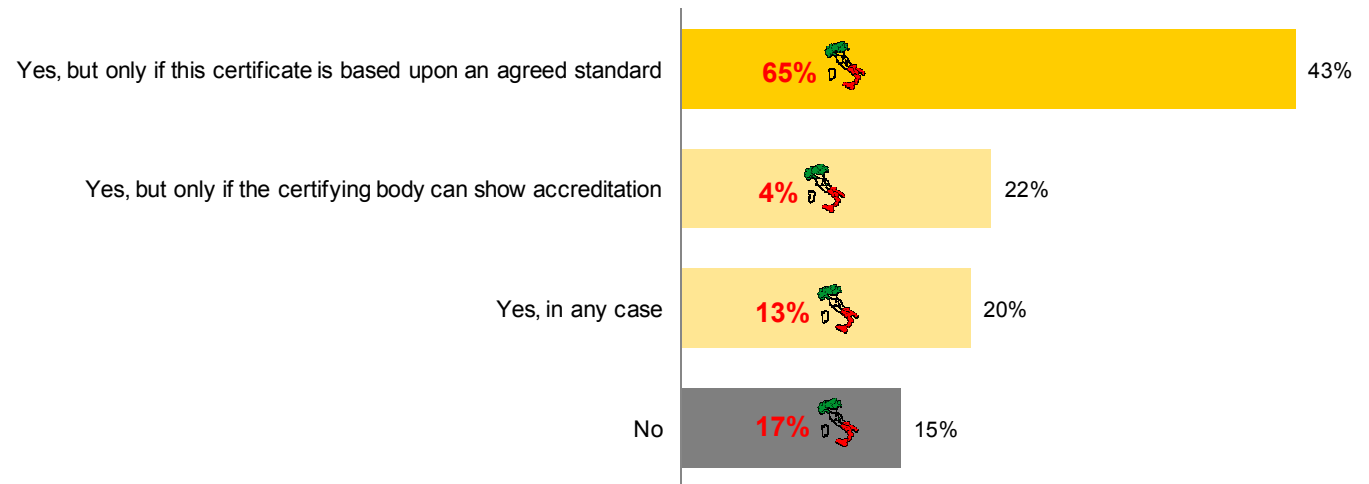 Yes, but only if this certificate is based upon an agreed standard 65% 43%
Yes, but only if the certifying body can show accreditation 4% 22%
Yes, in any case 13% 20%
No 17% 15%